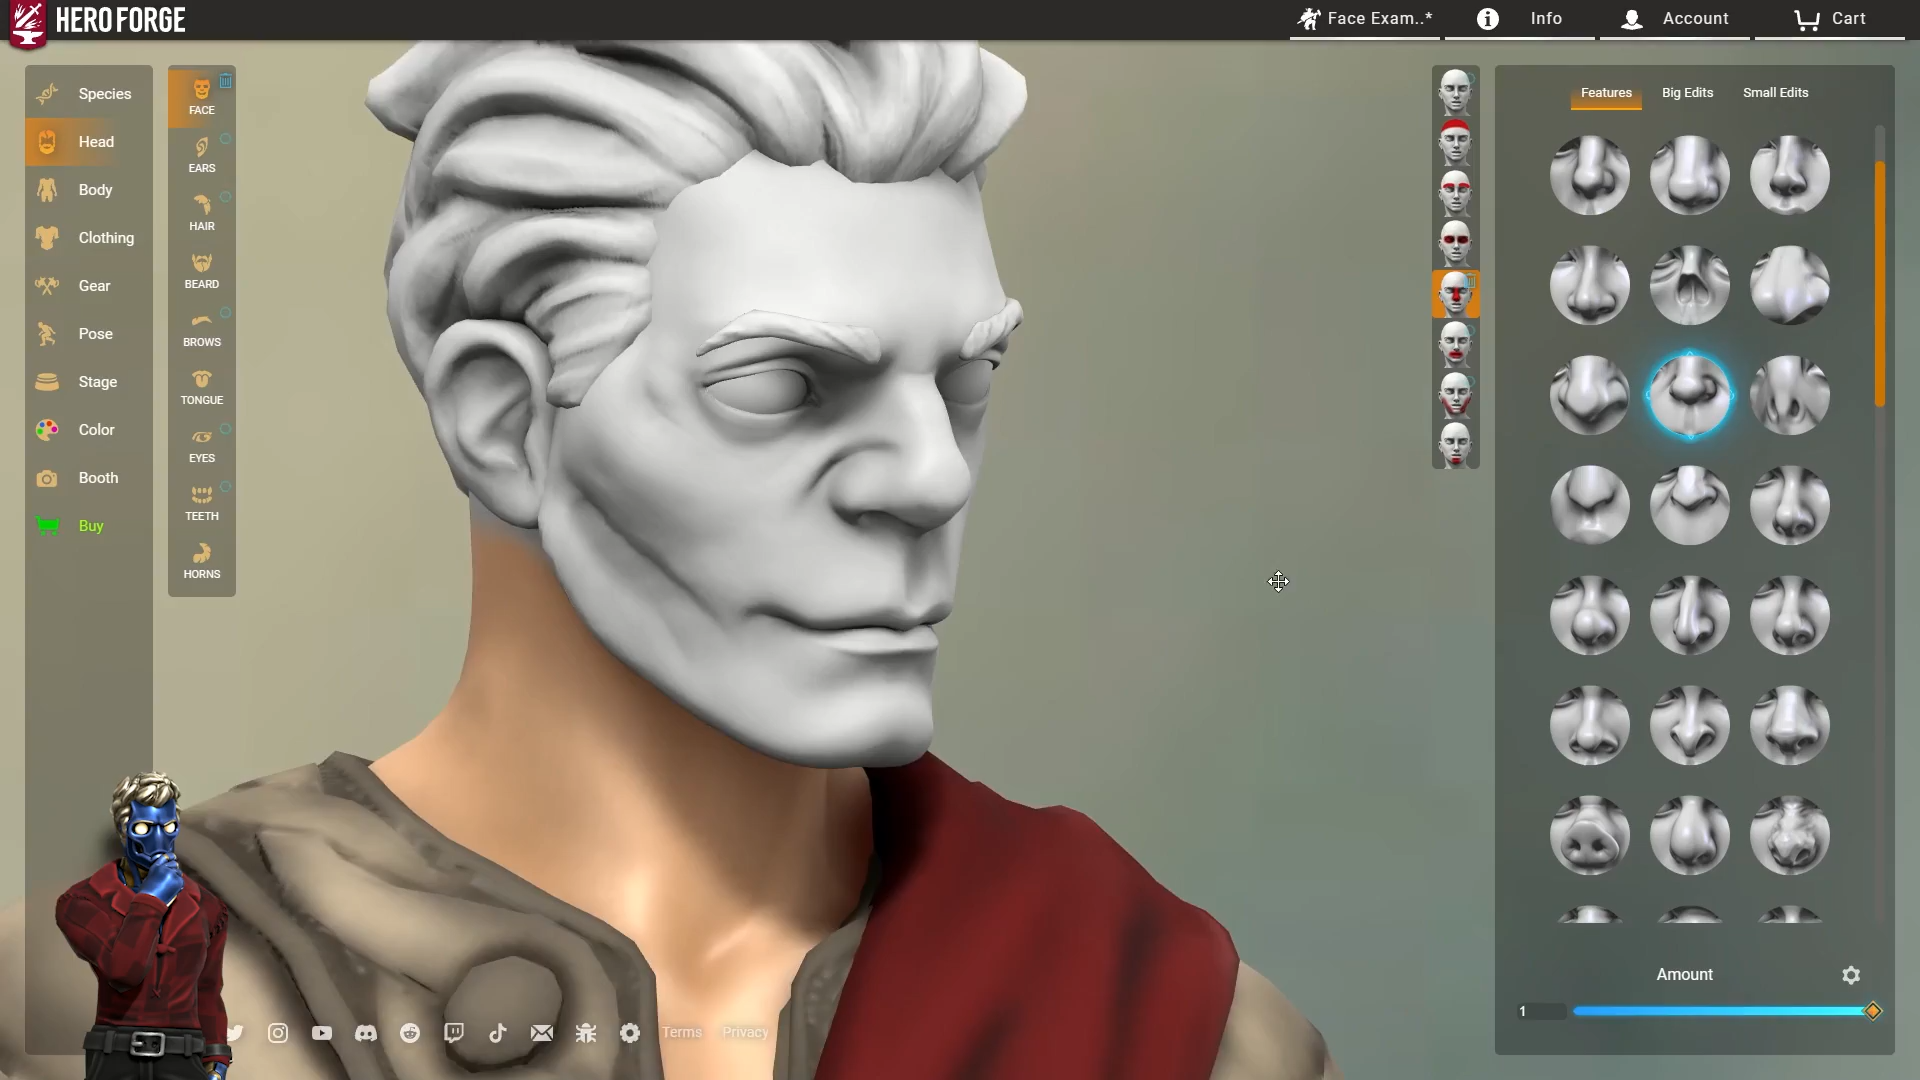 HERO FORGE
Face Exam..*
Info
Account
Cart
Species
Head
Body
Clothing
Gear
Pose
Stage
Color
Booth
Buy
FACE
EARS
HAIR
BEARD
BROWS
TONGUE
EYES
TEETH
HORNS
Features Big Edits Small Edits
Amount
1
Terms Privacy